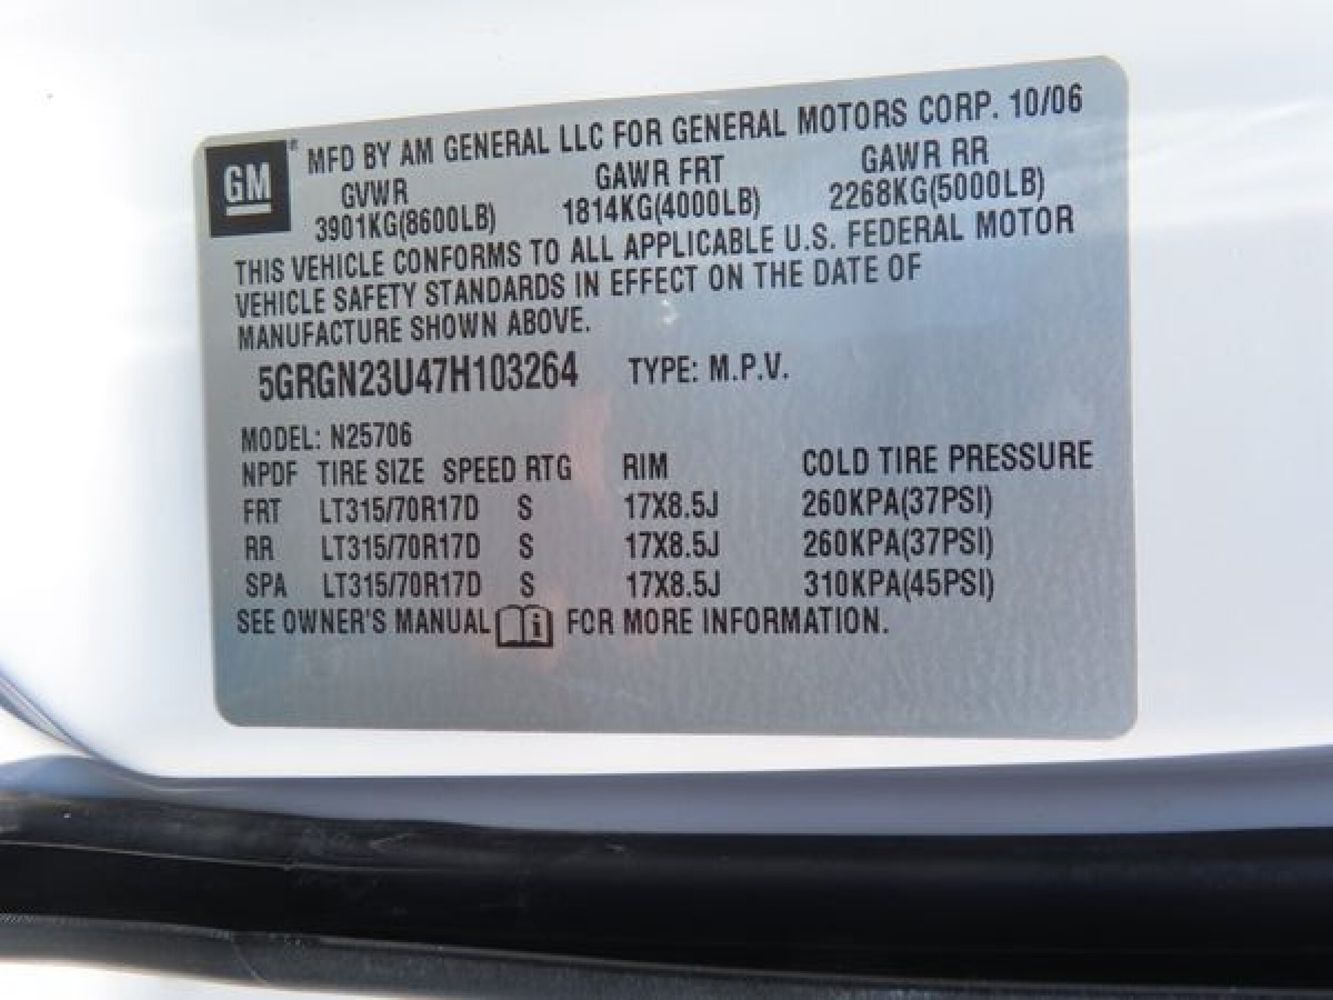 GM® MFD BY AM GENERAL LLC FOR GENERAL MOTORS CORP. 10/06
GVWR GAWR FRT GAWR RR
3901KG(8600LB) 1814KG(4000LB) 2268KG(5000LB)
THIS VEHICLE CONFORMS TO ALL APPLICABLE U.S. FEDERAL MOTOR
VEHICLE SAFETY STANDARDS IN EFFECT ON THE DATE OF
MANUFACTURE SHOWN ABOVE.
5GRGN23U47H103264 TYPE: M.P.V.
MODEL: N25706
NPDF TIRE SIZE SPEED RTG RIM COLD TIRE PRESSURE
FRT LT315/70R17D S 17X8.5J 260KPA(37PSI)
RR LT315/70R17D S 17X8.5J 260KPA(37PSI)
SPA LT315/70R17D S 17X8.5J 310KPA(45PSI)
SEE OWNER'S MANUAL i FOR MORE INFORMATION.